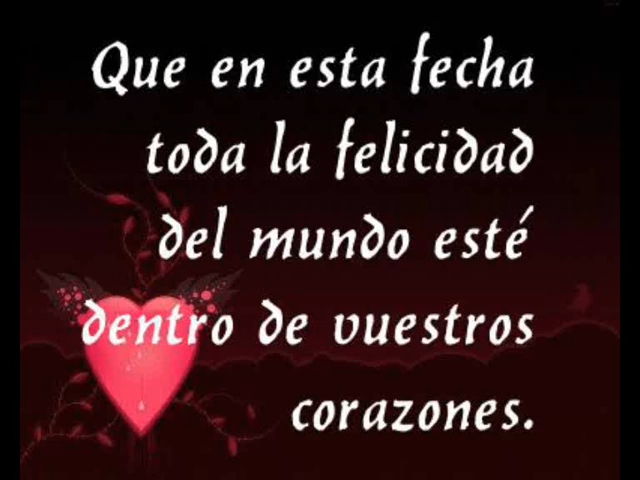 Que en esta fecha
toda la felicidad
del mundo esté
dentro de vuestros
corazones.